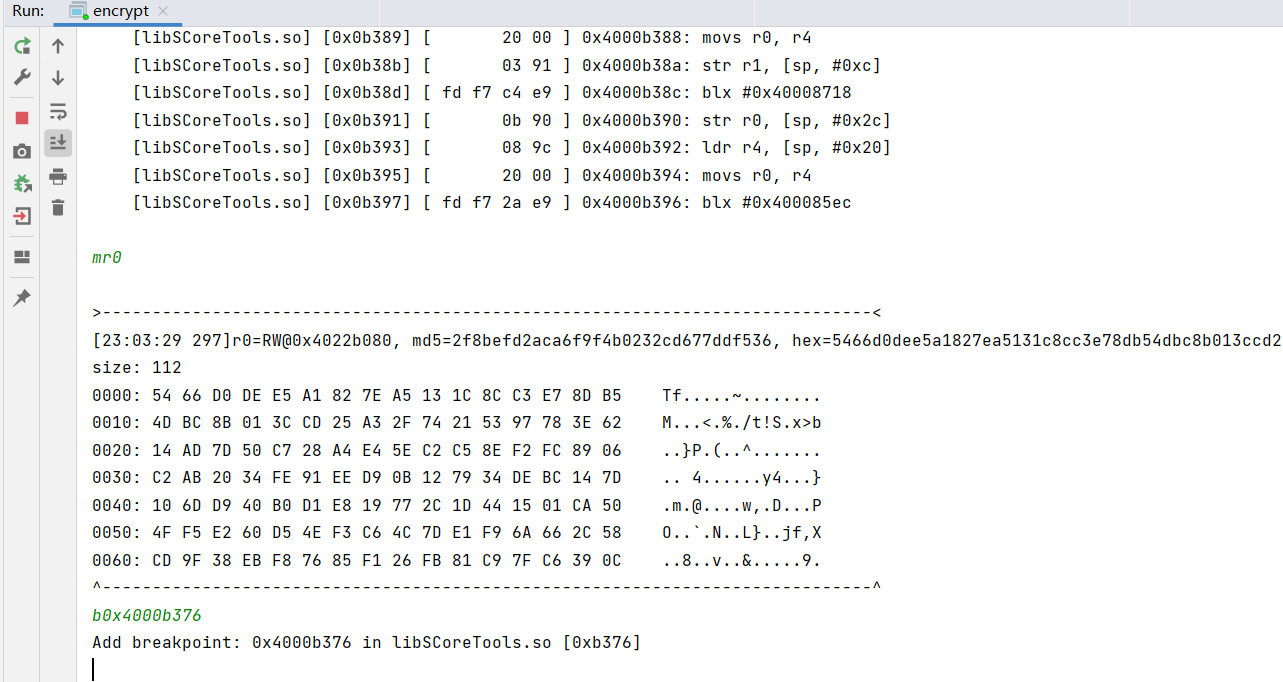 Run: encrypt
[libSCoreTools.so] [0x0b389] [ 20 00 ] 0x4000b388: movs r0, r4
[libSCoreTools.so] [0x0b38b] [ 03 91 ] 0x4000b38a: str r1, [sp, #0xc]
[libSCoreTools.so] [0x0b38d] [ fd f7 c4 e9 ] 0x4000b38c: blx #0x40008718
[libSCoreTools.so] [0x0b391] [ 0b 90 ] 0x4000b390: str r0, [sp, #0x2c]
[libSCoreTools.so] [0x0b393] [ 08 9c ] 0x4000b392: ldr r4, [sp, #0x20]
[libSCoreTools.so] [0x0b395] [ 20 00 ] 0x4000b394: movs r0, r4
[libSCoreTools.so] [0x0b397] [ fd f7 2a e9 ] 0x4000b396: blx #0x400085ec
mr0
>-----------------------------------------------------------------------------<
[23:03:29 297]r0=RW@0x4022b080, md5=2f8befd2aca6f9f4b0232cd677ddf536, hex=5466d0dee5a1827ea5131c8cc3e78db54dbc8b013ccd2
size: 112
0000: 54 66 D0 DE E5 A1 82 7E A5 13 1C 8C C3 E7 8D B5 Tf.....~........
0010: 4D BC 8B 01 3C CD 25 A3 2F 74 21 53 97 78 3E 62 M...<.%./t!S.x>b
0020: 14 AD 7D 50 C7 28 A4 E4 5E C2 C5 8E F2 FC 89 06 ..}P.(..^.......
0030: C2 AB 20 34 FE 91 EE D9 0B 12 79 34 DE BC 14 7D .. 4......y4...}
0040: 10 6D D9 40 B0 D1 E8 19 77 2C 1D 44 15 01 CA 50 .m.@....w,.D...P
0050: 4F F5 E2 60 D5 4E F3 C6 4C 7D E1 F9 6A 66 2C 58 O..`.N..L}..jf,X
0060: CD 9F 38 EB F8 76 85 F1 26 FB 81 C9 7F C6 39 0C ..8..v..&.....9.
^-----------------------------------------------------------------------------^
b0x4000b376
Add breakpoint: 0x4000b376 in libSCoreTools.so [0xb376]